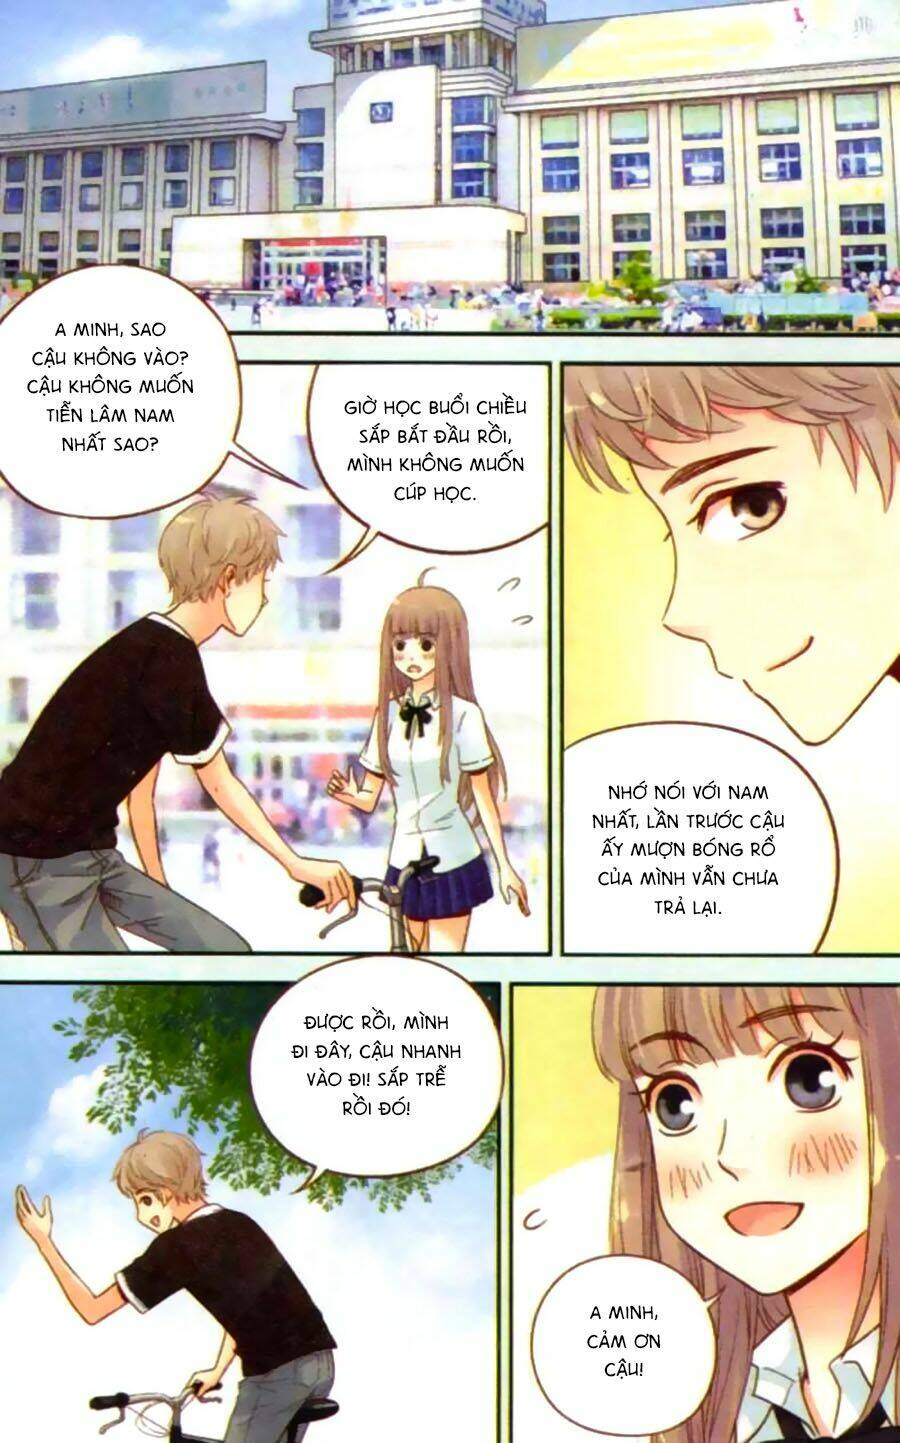 A MINH, SAO
CẬU KHÔNG VÀO?
CẬU KHÔNG MUỐN
TIỄN LÂM NAM
NHẤT SAO?
GIỜ HỌC BUỔI CHIỀU
SẮP BẮT ĐẦU RỒI,
MÌNH KHÔNG MUỐN
CÚP HỌC.
NHỚ NÓI VỚI NAM
NHẤT, LẦN TRƯỚC CẬU
ẤY MƯỢN BÓNG RỔ
CỦA MÌNH VẪN CHƯA
TRẢ LẠI.
ĐƯỢC RỒI, MÌNH
ĐI ĐÂY, CẬU NHANH
VÀO ĐI! SẮP TRỄ
RỒI ĐÓ!
A MINH,
CẢM ƠN
CẬU!